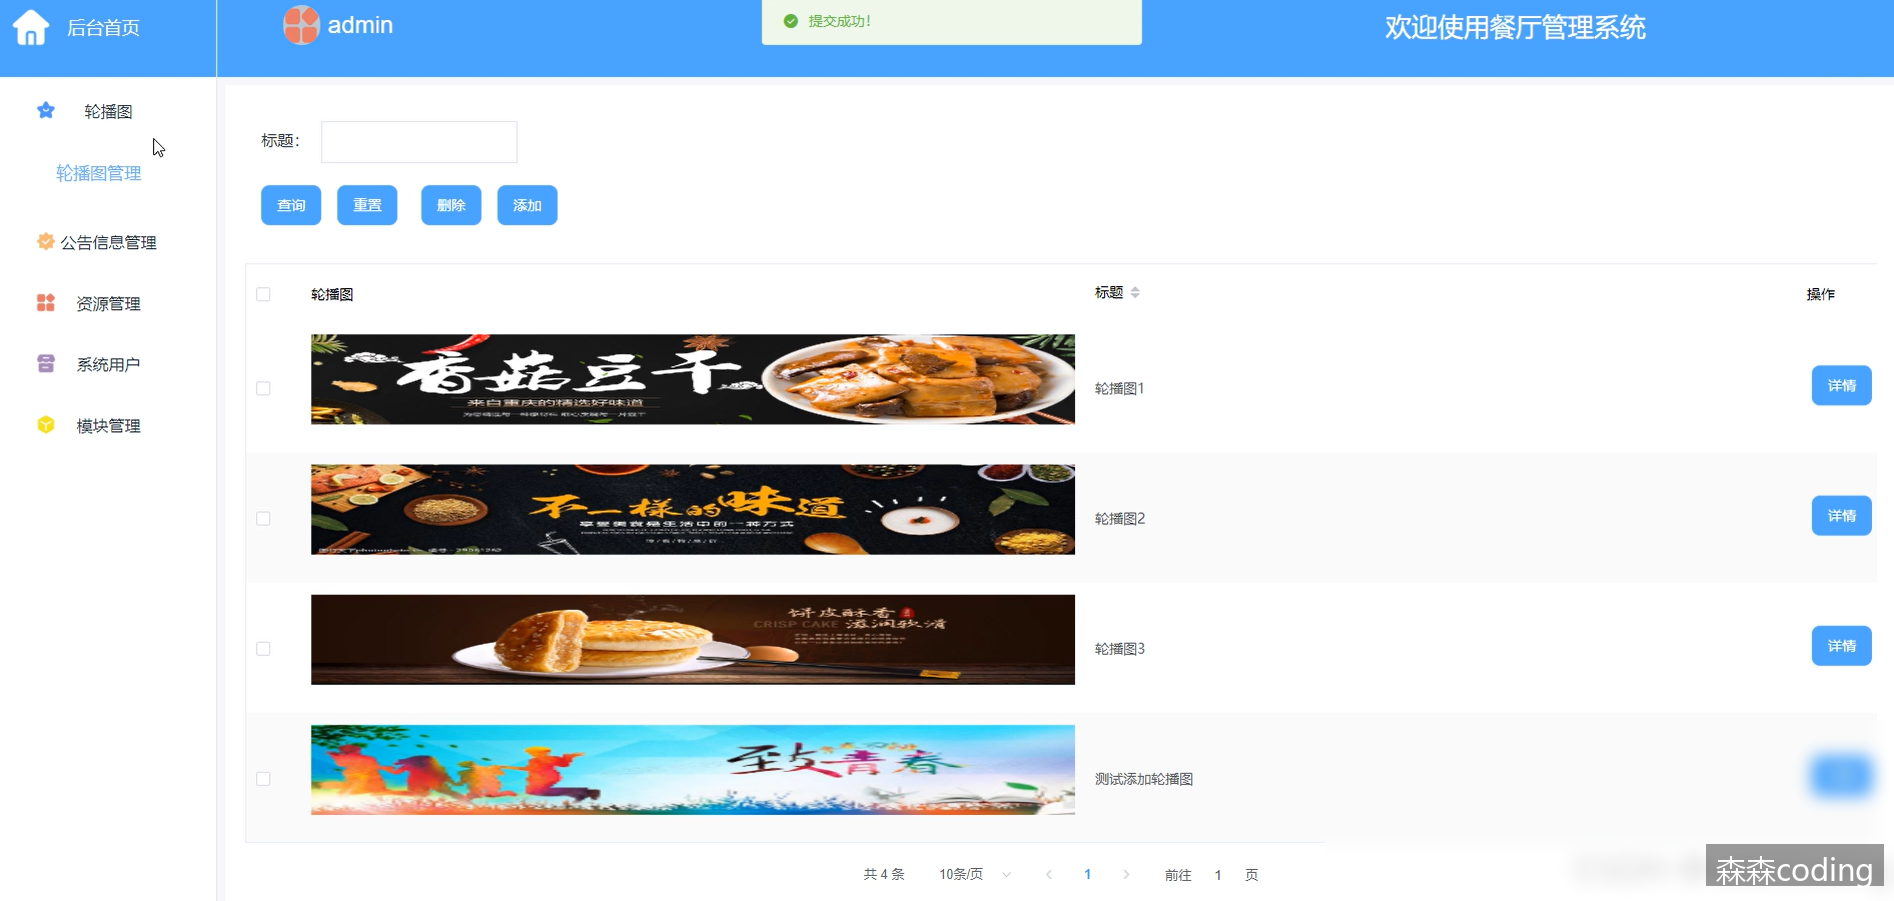 后台首页
admin
提交成功!
欢迎使用餐厅管理系统
轮播图
轮播图管理
公告信息管理
资源管理
系统用户
模块管理
标题:
查询
重置
删除
添加
轮播图
标题
操作
香菇豆干
来自重庆的精选好味道
轮播图1
详情
不一样的味道
享受美食是生活中的一种方式
轮播图2
详情
饼皮酥香
CRISP CAKE 滋润软滑
轮播图3
详情
致青春
测试添加轮播图
共 4 条
10条/页
1
前往
1
页
森森coding